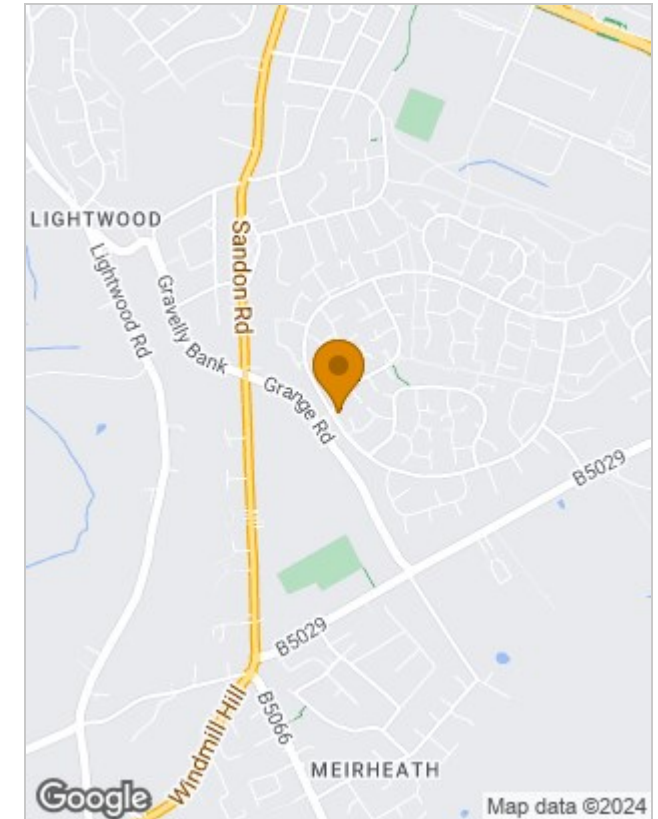 LIGHTWOOD
Sandon Rd
Lightwood Rd
Gravelly Bank
Grange Rd
B5029
B5029
Windmill Hill
B5066
MEIRHEATH
Google
Map data ©2024